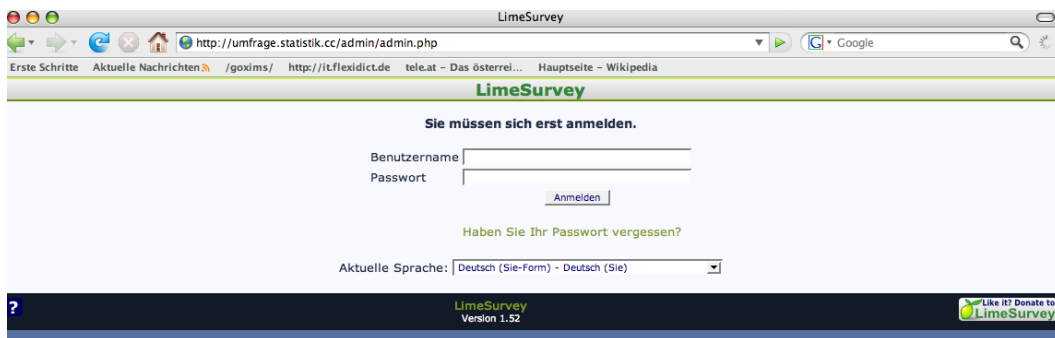 LimeSurvey
http://umfrage.statistik.cc/admin/admin.php
G Google
Erste Schritte Aktuelle Nachrichten /goxims/ http://it.flexidict.de tele.at – Das österrei... Hauptseite – Wikipedia
LimeSurvey
Sie müssen sich erst anmelden.
Benutzername
Passwort
Anmelden
Haben Sie Ihr Passwort vergessen?
Aktuelle Sprache: Deutsch (Sie-Form) - Deutsch (Sie)
?
LimeSurvey
Version 1.52
Like it? Donate to
LimeSurvey